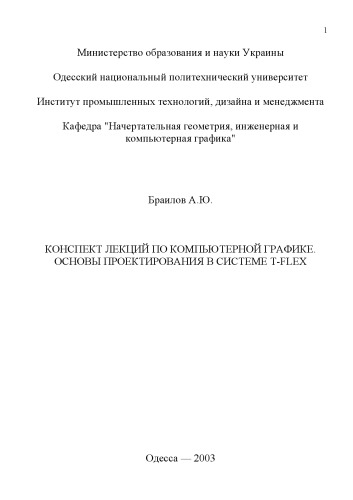 1
Министерство образования и науки Украины
Одесский национальный политехнический университет
Институт промышленных технологий, дизайна и менеджмента
Кафедра "Начертательная геометрия, инженерная и
компьютерная графика"
Браилов А.Ю.
КОНСПЕКТ ЛЕКЦИЙ ПО КОМПЬЮТЕРНОЙ ГРАФИКЕ.
ОСНОВЫ ПРОЕКТИРОВАНИЯ В СИСТЕМЕ T-FLEX
Одесса — 2003